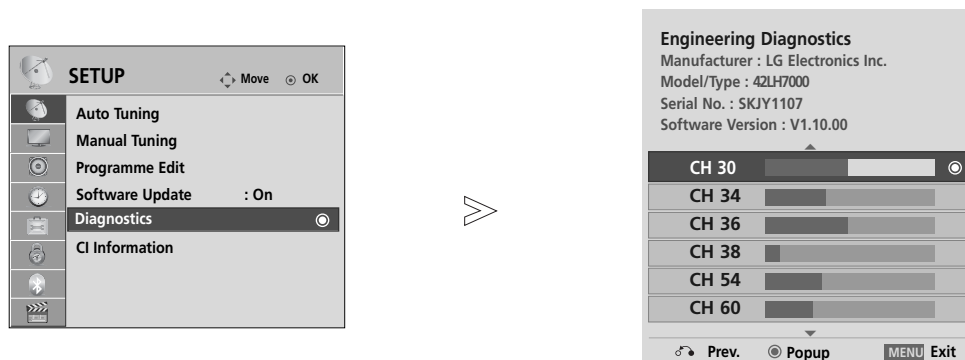 SETUP
Move OK
Auto Tuning
Manual Tuning
Programme Edit
Software Update : On
Diagnostics
CI Information
Engineering Diagnostics
Manufacturer : LG Electronics Inc.
Model/Type : 42LH7000
Serial No. : SKJY1107
Software Version : V1.10.00
CH 30
CH 34
CH 36
CH 38
CH 54
CH 60
Prev. Popup MENU Exit